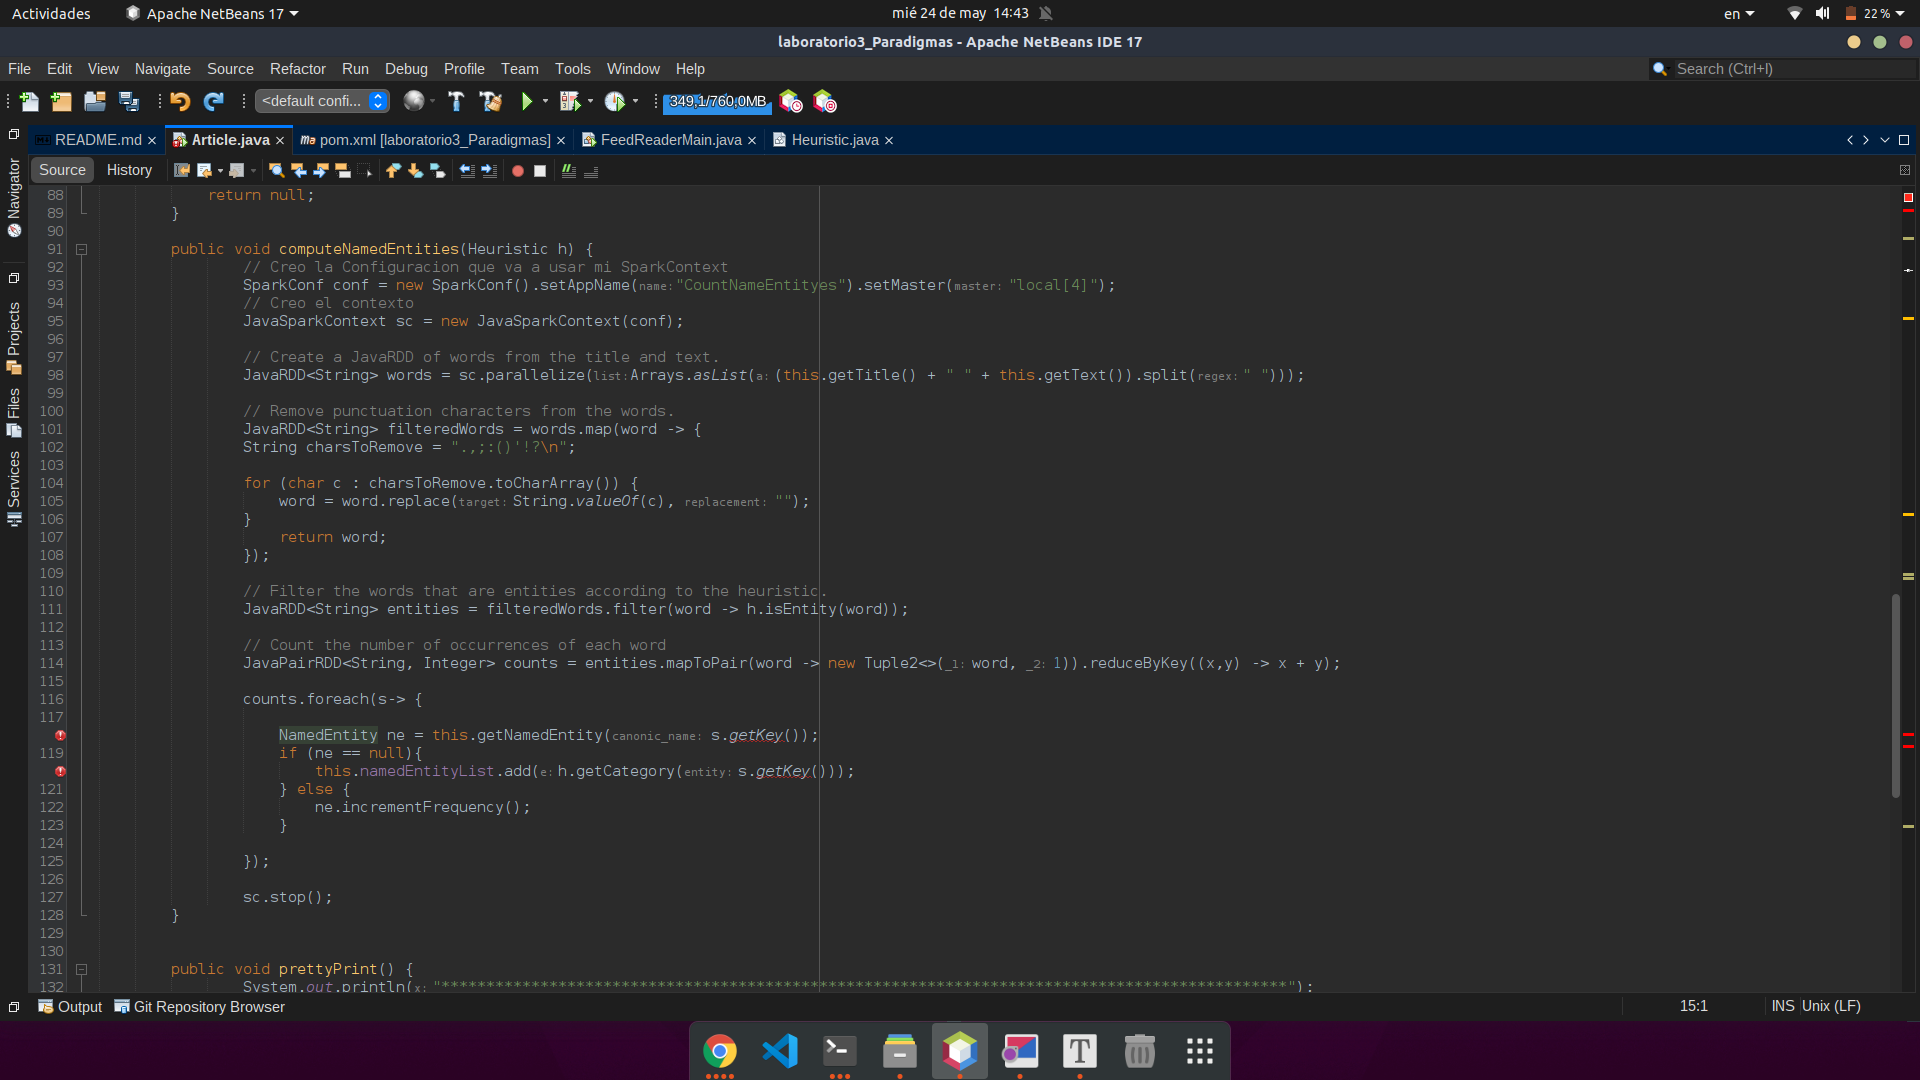 Actividades Apache NetBeans 17 mié 24 de may 14:43 en 22 %
laboratorio3_Paradigmas - Apache NetBeans IDE 17
File Edit View Navigate Source Refactor Run Debug Profile Team Tools Window Help Search (Ctrl+I)
<default confi... 349,1/760,0MB
README.md Article.java pom.xml [laboratorio3_Paradigmas] FeedReaderMain.java Heuristic.java
Source History
Navigator
Projects
Files
Services
88 return null;
89 }
90
91 public void computeNamedEntities(Heuristic h) {
92 // Creo la Configuracion que va a usar mi SparkContext
93 SparkConf conf = new SparkConf().setAppName(name:"CountNameEntityes").setMaster(master: "local[4]");
94 // Creo el contexto
95 JavaSparkContext sc = new JavaSparkContext(conf);
96
97 // Create a JavaRDD of words from the title and text.
98 JavaRDD<String> words = sc.parallelize(list:Arrays.asList(a:(this.getTitle() + " " + this.getText()).split(regex:" ")));
99
100 // Remove punctuation characters from the words.
101 JavaRDD<String> filteredWords = words.map(word -> {
102 String charsToRemove = ".,;:()'!?\n";
103
104 for (char c : charsToRemove.toCharArray()) {
105 word = word.replace(target:String.valueOf(c), replacement:"");
106 }
107 return word;
108 });
109
110 // Filter the words that are entities according to the heuristic.
111 JavaRDD<String> entities = filteredWords.filter(word -> h.isEntity(word));
112
113 // Count the number of occurrences of each word
114 JavaPairRDD<String, Integer> counts = entities.mapToPair(word -> new Tuple2<>(_1:word, _2:1)).reduceByKey((x,y) -> x + y);
115
116 counts.foreach(s-> {
117
NamedEntity ne = this.getNamedEntity(canonic_name: s.getKey());
119 if (ne == null){
this.namedEntityList.add(e:h.getCategory(entity:s.getKey()));
121 } else {
122 ne.incrementFrequency();
123 }
124
125 });
126
127 sc.stop();
128 }
129
130
131 public void prettyPrint() {
132 System.out.println(x:"**********************************************************************************************");
Output Git Repository Browser 15:1 INS Unix (LF)